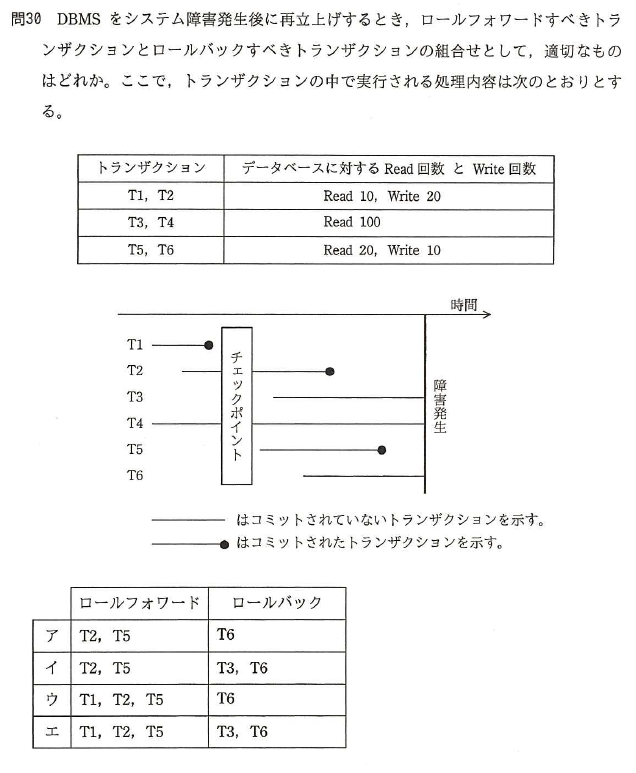 問30 DBMS をシステム障害発生後に再立上げするとき，ロールフォワードすべきトラ
ンザクションとロールバックすべきトランザクションの組合せとして，適切なもの
はどれか。ここで，トランザクションの中で実行される処理内容は次のとおりとす
る。
トランザクション データベースに対する Read 回数 と Write 回数
T1，T2 Read 10，Write 20
T3，T4 Read 100
T5，T6 Read 20，Write 10
時間
T1
T2
T3
T4
T5
T6
チェックポイント
障害発生
はコミットされていないトランザクションを示す。
はコミットされたトランザクションを示す。
ロールフォワード ロールバック
ア T2，T5 T6
イ T2，T5 T3，T6
ウ T1，T2，T5 T6
エ T1，T2，T5 T3，T6